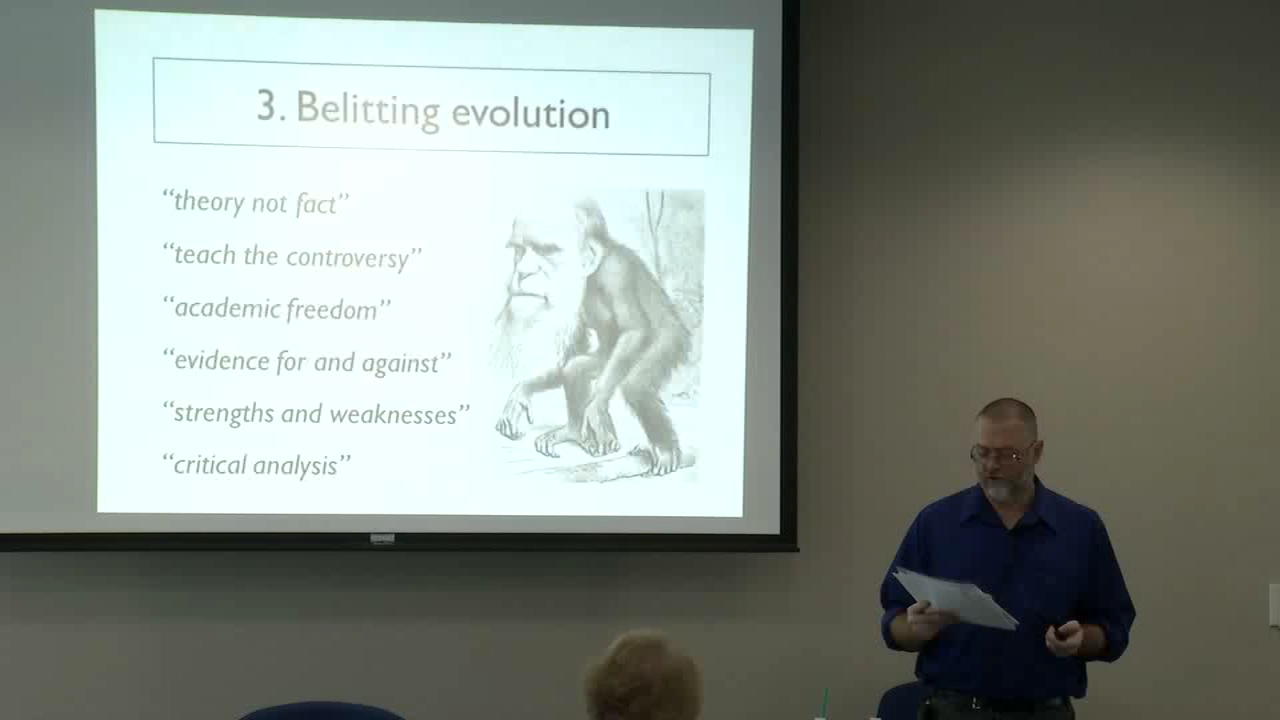 3. Belitting evolution
“theory not fact”
“teach the controversy”
“academic freedom”
“evidence for and against”
“strengths and weaknesses”
“critical analysis”